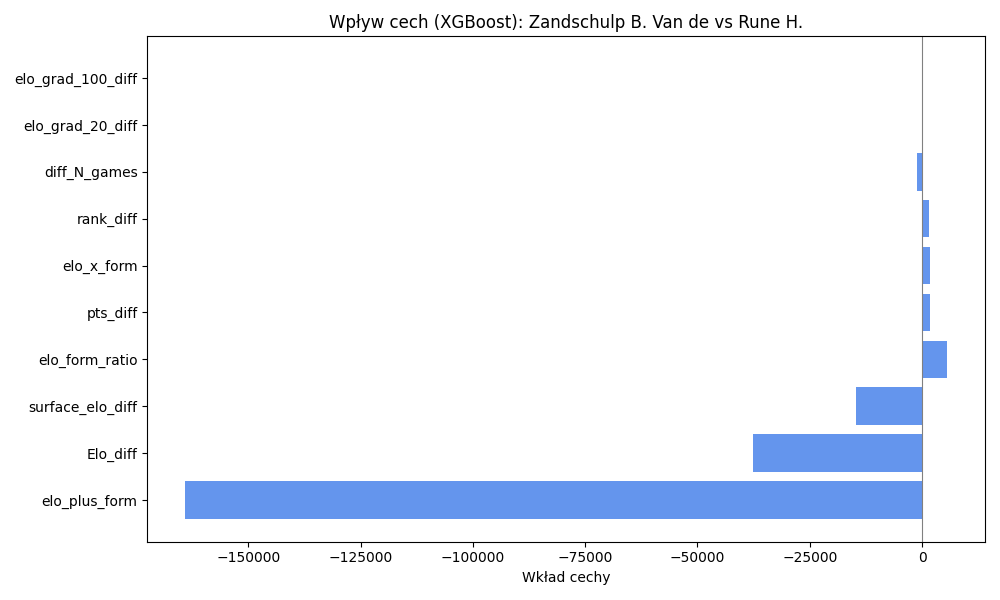 Wpływ cech (XGBoost): Zandschulp B. Van de vs Rune H.
elo_grad_100_diff
elo_grad_20_diff
diff_N_games
rank_diff
elo_x_form
pts_diff
elo_form_ratio
surface_elo_diff
Elo_diff
elo_plus_form
−150000 −125000 −100000 −75000 −50000 −25000 0
Wkład cechy